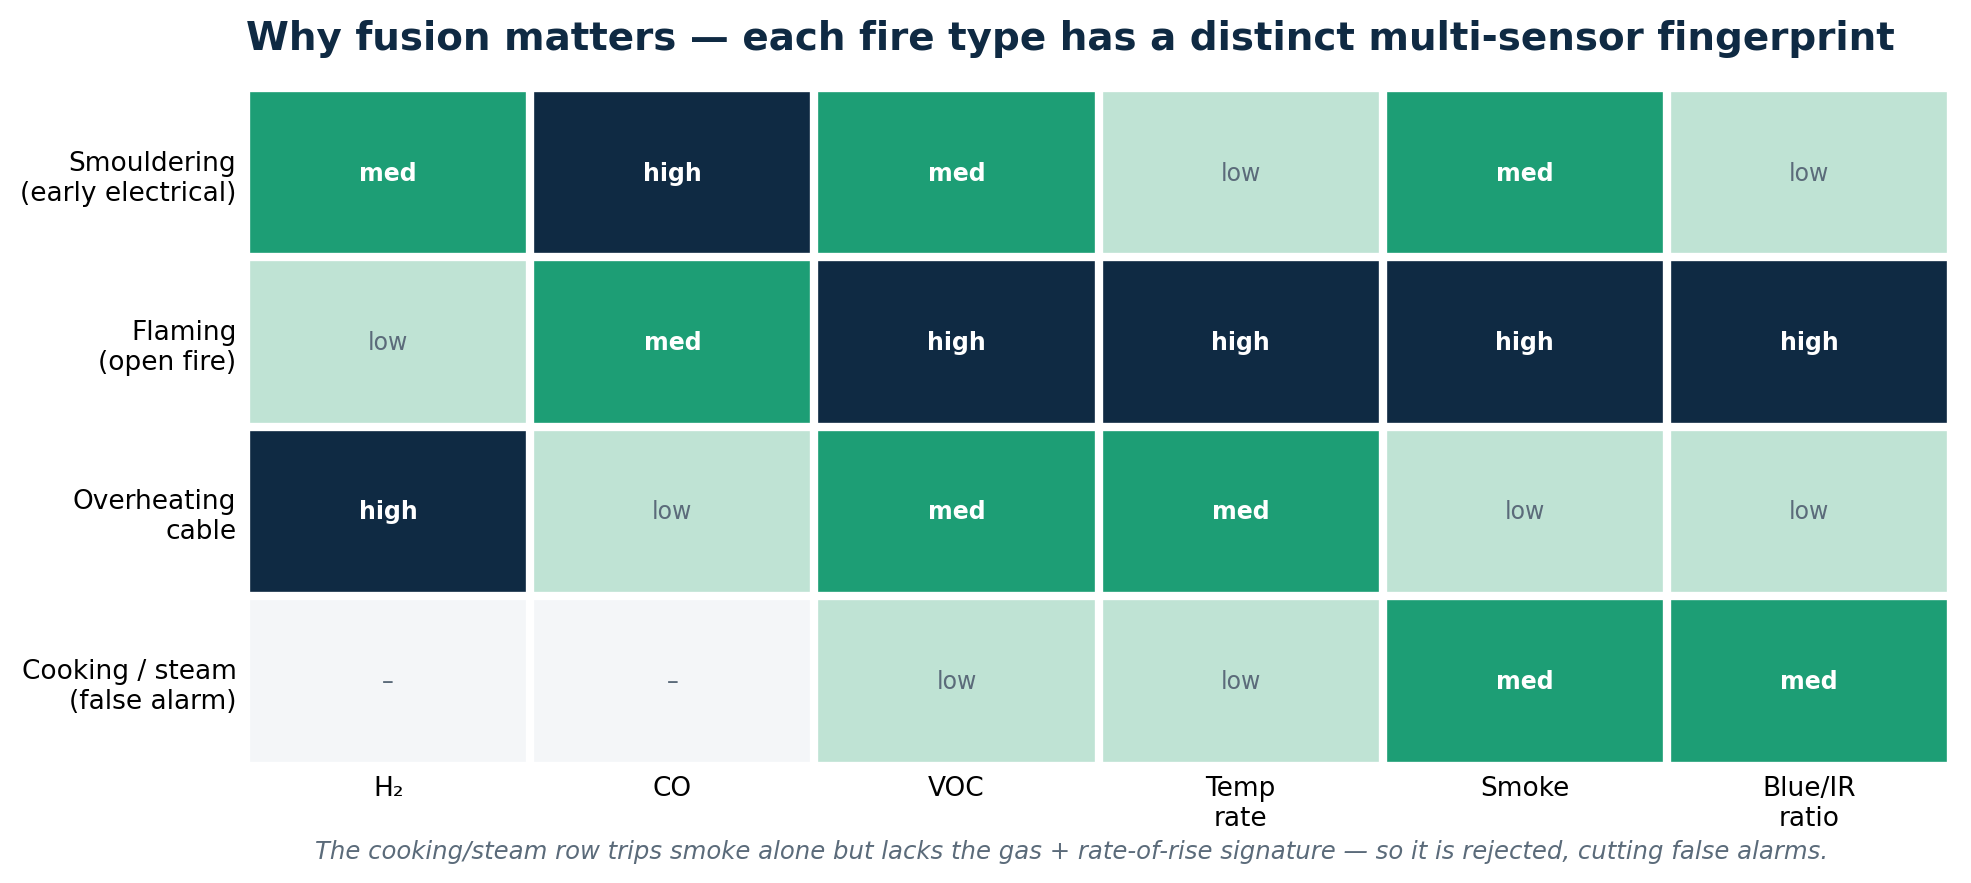 Why fusion matters — each fire type has a distinct multi-sensor fingerprint
Smouldering
(early electrical)
med high med low med low
Flaming
(open fire)
low med high high high high
Overheating
cable
high low med med low low
Cooking / steam
(false alarm)
– – low low med med
H₂ CO VOC Temp rate Smoke Blue/IR ratio
The cooking/steam row trips smoke alone but lacks the gas + rate-of-rise signature — so it is rejected, cutting false alarms.